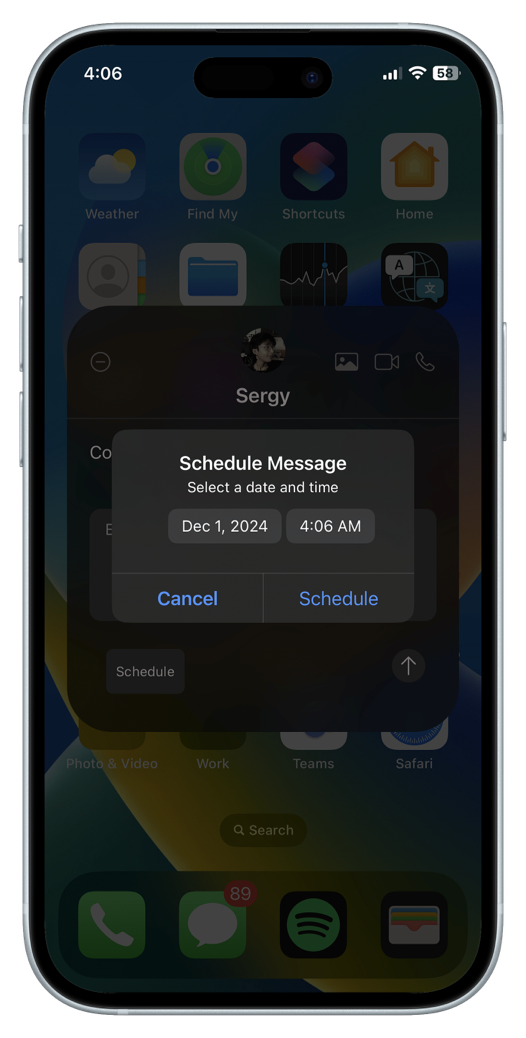 4:06
58
Weather Find My Shortcuts Home
A
文
Sergy
Co
Schedule Message
Select a date and time
E
Dec 1, 2024 4:06 AM
Cancel Schedule
Schedule
Photo & Video Work Teams Safari
Search
89